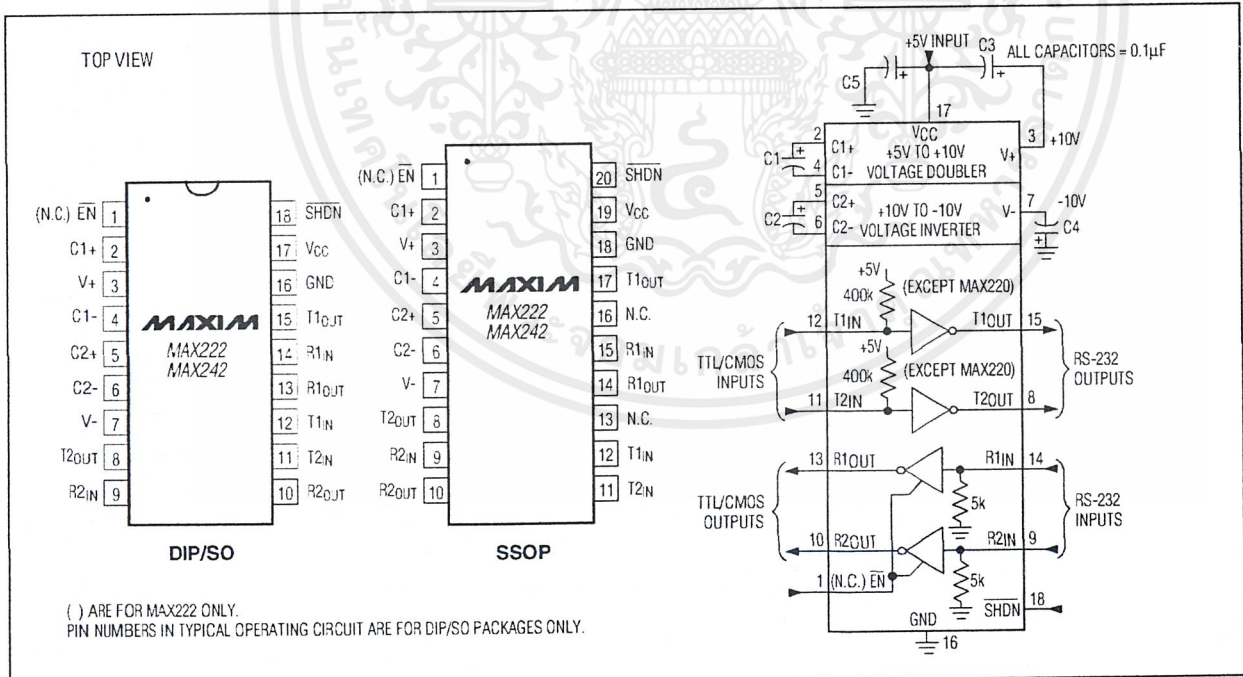 TOP VIEW
(N.C.) EN 1
C1+ 2
V+ 3
C1- 4
C2+ 5
C2- 6
V- 7
T2OUT 8
R2IN 9
18 SHDN
17 VCC
16 GND
15 T1OUT
14 R1IN
13 R1OUT
12 T1IN
11 T2IN
10 R2OUT
MAXIM
MAX222
MAX242
DIP/SO
(N.C.) EN 1
C1+ 2
V+ 3
C1- 4
C2+ 5
C2- 6
V- 7
T2OUT 8
R2IN 9
R2OUT 10
20 SHDN
19 VCC
18 GND
17 T1OUT
16 N.C.
15 R1IN
14 R1OUT
13 N.C.
12 T1IN
11 T2IN
MAXIM
MAX222
MAX242
SSOP
( ) ARE FOR MAX222 ONLY.
PIN NUMBERS IN TYPICAL OPERATING CIRCUIT ARE FOR DIP/SO PACKAGES ONLY.
+5V INPUT
C3
ALL CAPACITORS = 0.1µF
C5
17
VCC
2
C1+
+5V TO +10V
3
+10V
C1
4
C1-
VOLTAGE DOUBLER
V+
5
C2+
C2
6
C2-
+10V TO -10V
VOLTAGE INVERTER
7
-10V
V-
C4
+5V
400k
(EXCEPT MAX220)
12
T1IN
T1OUT
15
+5V
400k
(EXCEPT MAX220)
TTL/CMOS
INPUTS
RS-232
OUTPUTS
11
T2IN
T2OUT
8
13
R1OUT
R1IN
14
5k
TTL/CMOS
OUTPUTS
RS-232
INPUTS
10
R2OUT
R2IN
9
5k
1
(N.C.) EN
SHDN
18
GND
16